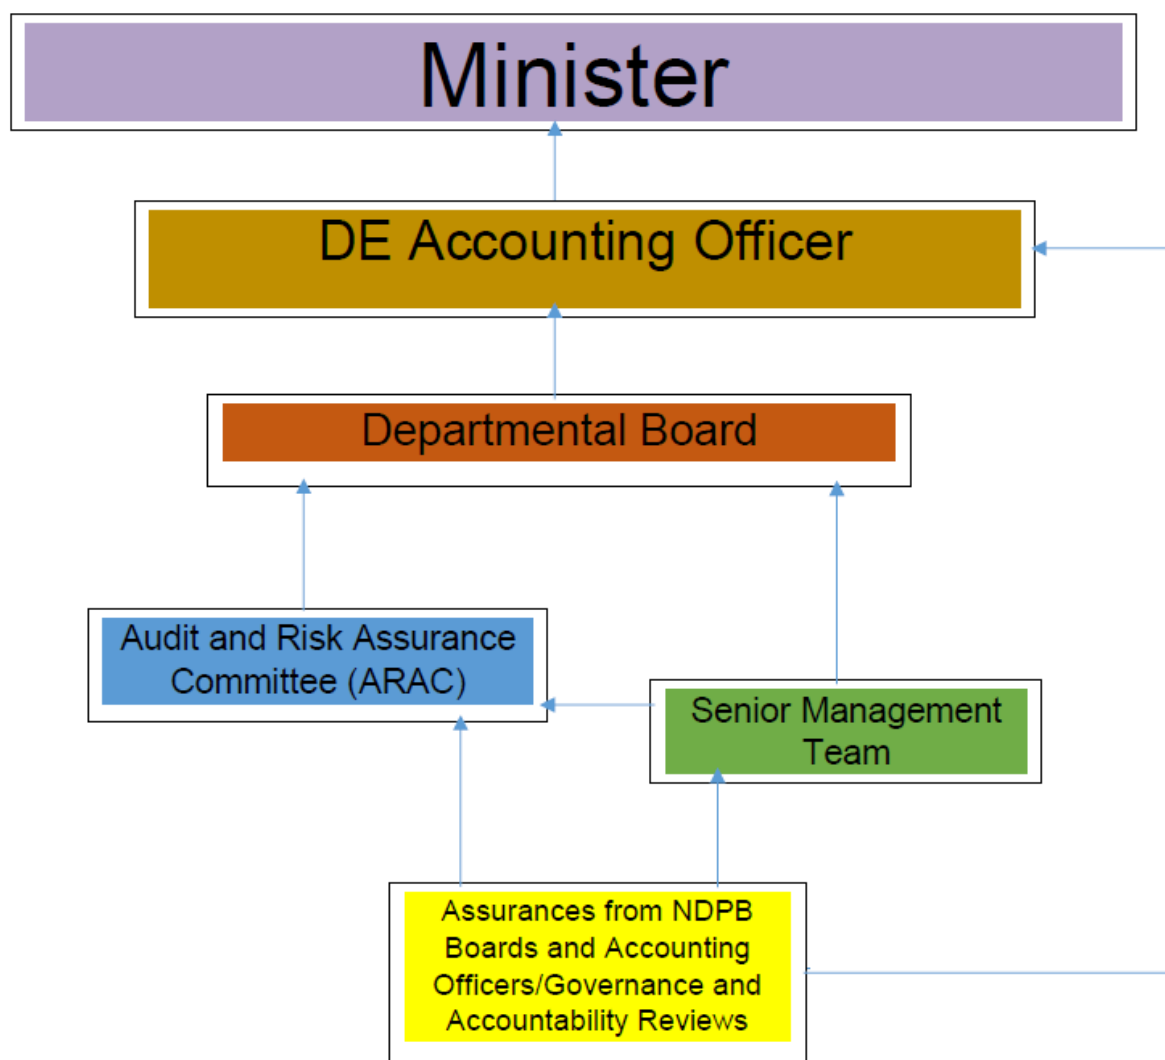 Minister
DE Accounting Officer
Departmental Board
Audit and Risk Assurance
Committee (ARAC)
Senior Management
Team
Assurances from NDPB
Boards and Accounting
Officers/Governance and
Accountability Reviews